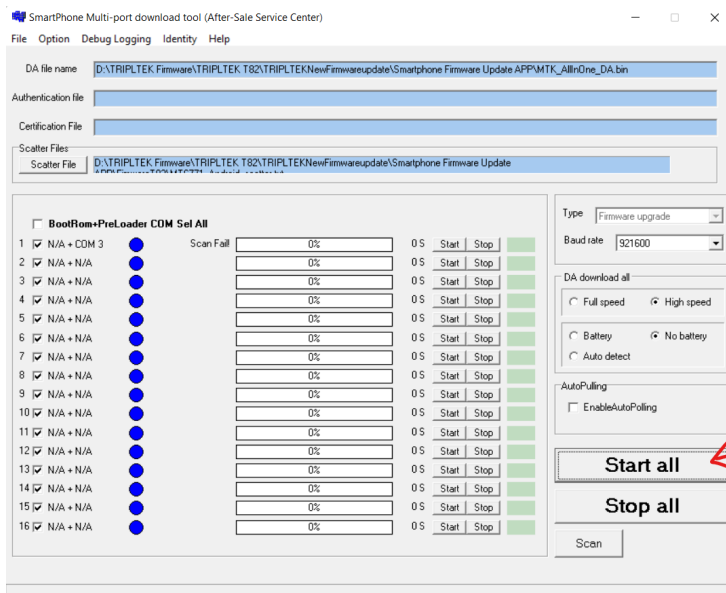 SmartPhone Multi-port download tool (After-Sale Service Center)
File Option Debug Logging Identity Help
DA file name D:\TRIPLTEK Firmware\TRIPLTEK T82\TRIPLTEKNewFirmwareupdate\Smartphone Firmware Update APP\MTK_AllInOne_DA.bin
Authentication file
Certification File
Scatter Files
Scatter File D:\TRIPLTEK Firmware\TRIPLTEK T82\TRIPLTEKNewFirmwareupdate\Smartphone Firmware Update
BootRom+PreLoader COM Sel All
1 N/A + COM 3 Scan Fail! 0% 0 S Start Stop
2 N/A + N/A 0% 0 S Start Stop
3 N/A + N/A 0% 0 S Start Stop
4 N/A + N/A 0% 0 S Start Stop
5 N/A + N/A 0% 0 S Start Stop
6 N/A + N/A 0% 0 S Start Stop
7 N/A + N/A 0% 0 S Start Stop
8 N/A + N/A 0% 0 S Start Stop
9 N/A + N/A 0% 0 S Start Stop
10 N/A + N/A 0% 0 S Start Stop
11 N/A + N/A 0% 0 S Start Stop
12 N/A + N/A 0% 0 S Start Stop
13 N/A + N/A 0% 0 S Start Stop
14 N/A + N/A 0% 0 S Start Stop
15 N/A + N/A 0% 0 S Start Stop
16 N/A + N/A 0% 0 S Start Stop
Type Firmware upgrade
Baud rate 921600
DA download all
Full speed High speed
Battery No battery
Auto detect
AutoPulling
EnableAutoPolling
Start all
Stop all
Scan